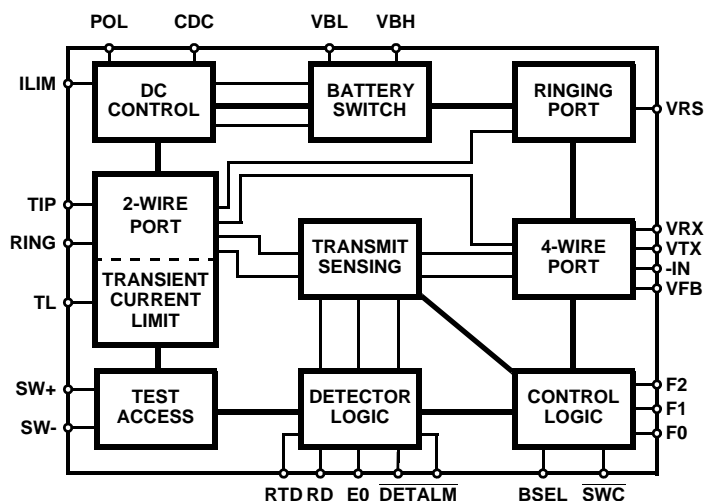 POL CDC VBL VBH
ILIM
DC
CONTROL
BATTERY
SWITCH
RINGING
PORT
VRS
TIP
RING
TL
2-WIRE
PORT
TRANSIENT
CURRENT
LIMIT
TRANSMIT
SENSING
4-WIRE
PORT
VRX
VTX
-IN
VFB
SW+
SW-
TEST
ACCESS
DETECTOR
LOGIC
CONTROL
LOGIC
F2
F1
F0
RTD RD E0 DET ALM BSEL SWC